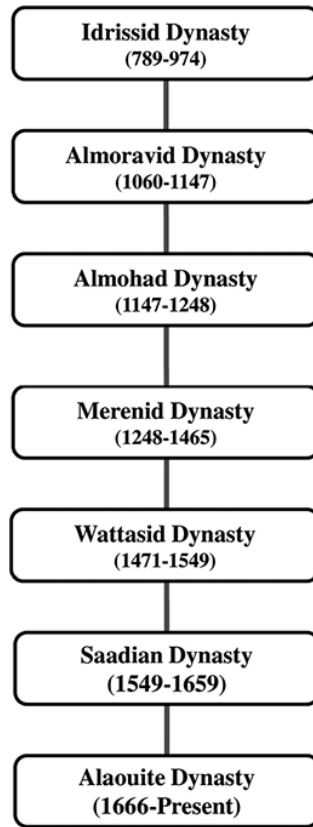 Idrissid Dynasty
(789-974)
Almoravid Dynasty
(1060-1147)
Almohad Dynasty
(1147-1248)
Merenid Dynasty
(1248-1465)
Wattasid Dynasty
(1471-1549)
Saadian Dynasty
(1549-1659)
Alaouite Dynasty
(1666-Present)